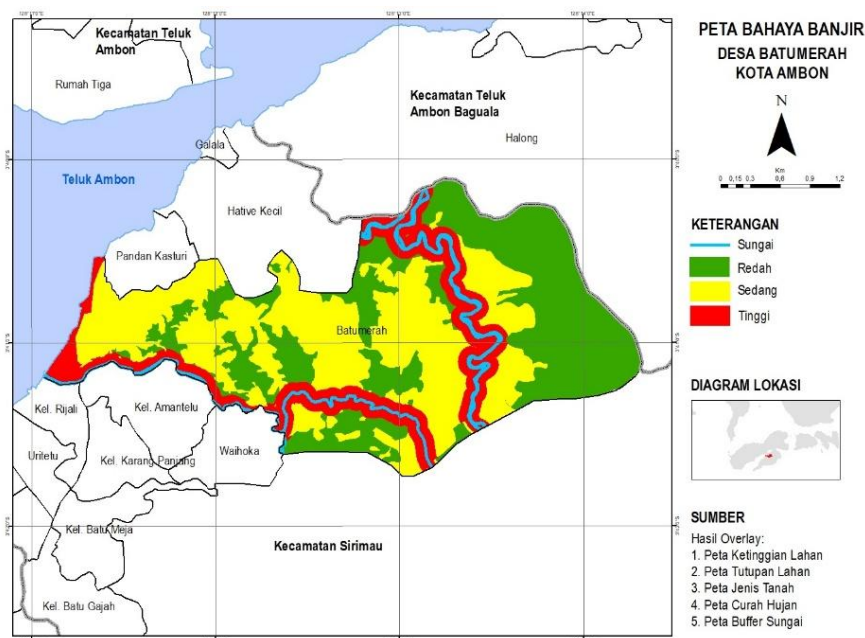 PETA BAHAYA BANJIR
DESA BATUMERAH
KOTA AMBON
N
Km
0 0,15 0,3 0,6 0,9 1,2
KETERANGAN
Sungai
Redah
Sedang
Tinggi
DIAGRAM LOKASI
SUMBER
Hasil Overlay:
1. Peta Ketinggian Lahan
2. Peta Tutupan Lahan
3. Peta Jenis Tanah
4. Peta Curah Hujan
5. Peta Buffer Sungai
Kecamatan Teluk
Ambon
Rumah Tiga
Kecamatan Teluk
Ambon Baguala
Halong
Galala
Teluk Ambon
Hative Kecil
Pandan Kasturi
Batumerah
Kel. Rijali
Kel. Amantelu
Uritetu
Kel. Karang Panjang
Waihoka
Kel. Batu Meja
Kecamatan Sirimau
Kel. Batu Gajah